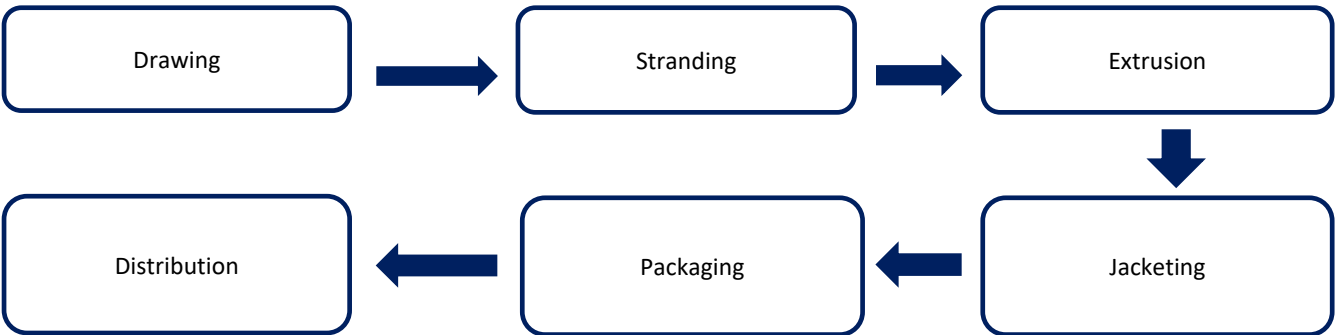 Drawing
Stranding
Extrusion
Jacketing
Packaging
Distribution